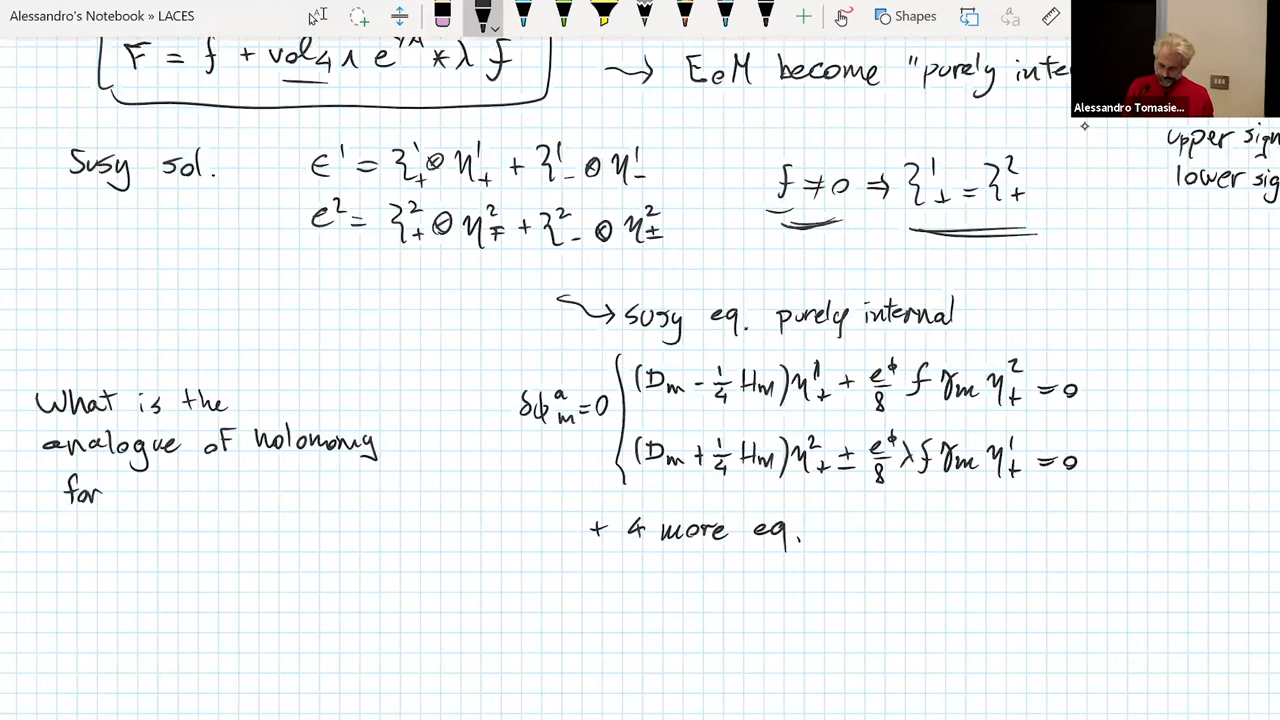 Alessandro's Notebook » LACES
Shapes
F = f + vol₄ ∧ e^{4A} * λ f
→ EoM become "purely inte
Alessandro Tomasie...
upper sign
lower sig
Susy sol.
ε¹ = ζ¹₊ ⊗ η¹₊ + ζ¹₋ ⊗ η¹₋
ε² = ζ²₊ ⊗ η²∓ + ζ²₋ ⊗ η²±
f ≠ 0 ⇒ ζ¹₊ = ζ²₊
→ susy eq. purely internal
What is the
analogue of holonomy
for
δψᵃₘ = 0
(Dₘ - 1/4 Hₘ) η¹₊ + e^ϕ/8 f γₘ η²₊ = 0
(Dₘ + 1/4 Hₘ) η²₊ ± e^ϕ/8 λ f γₘ η¹₊ = 0
+ 4 more eq.